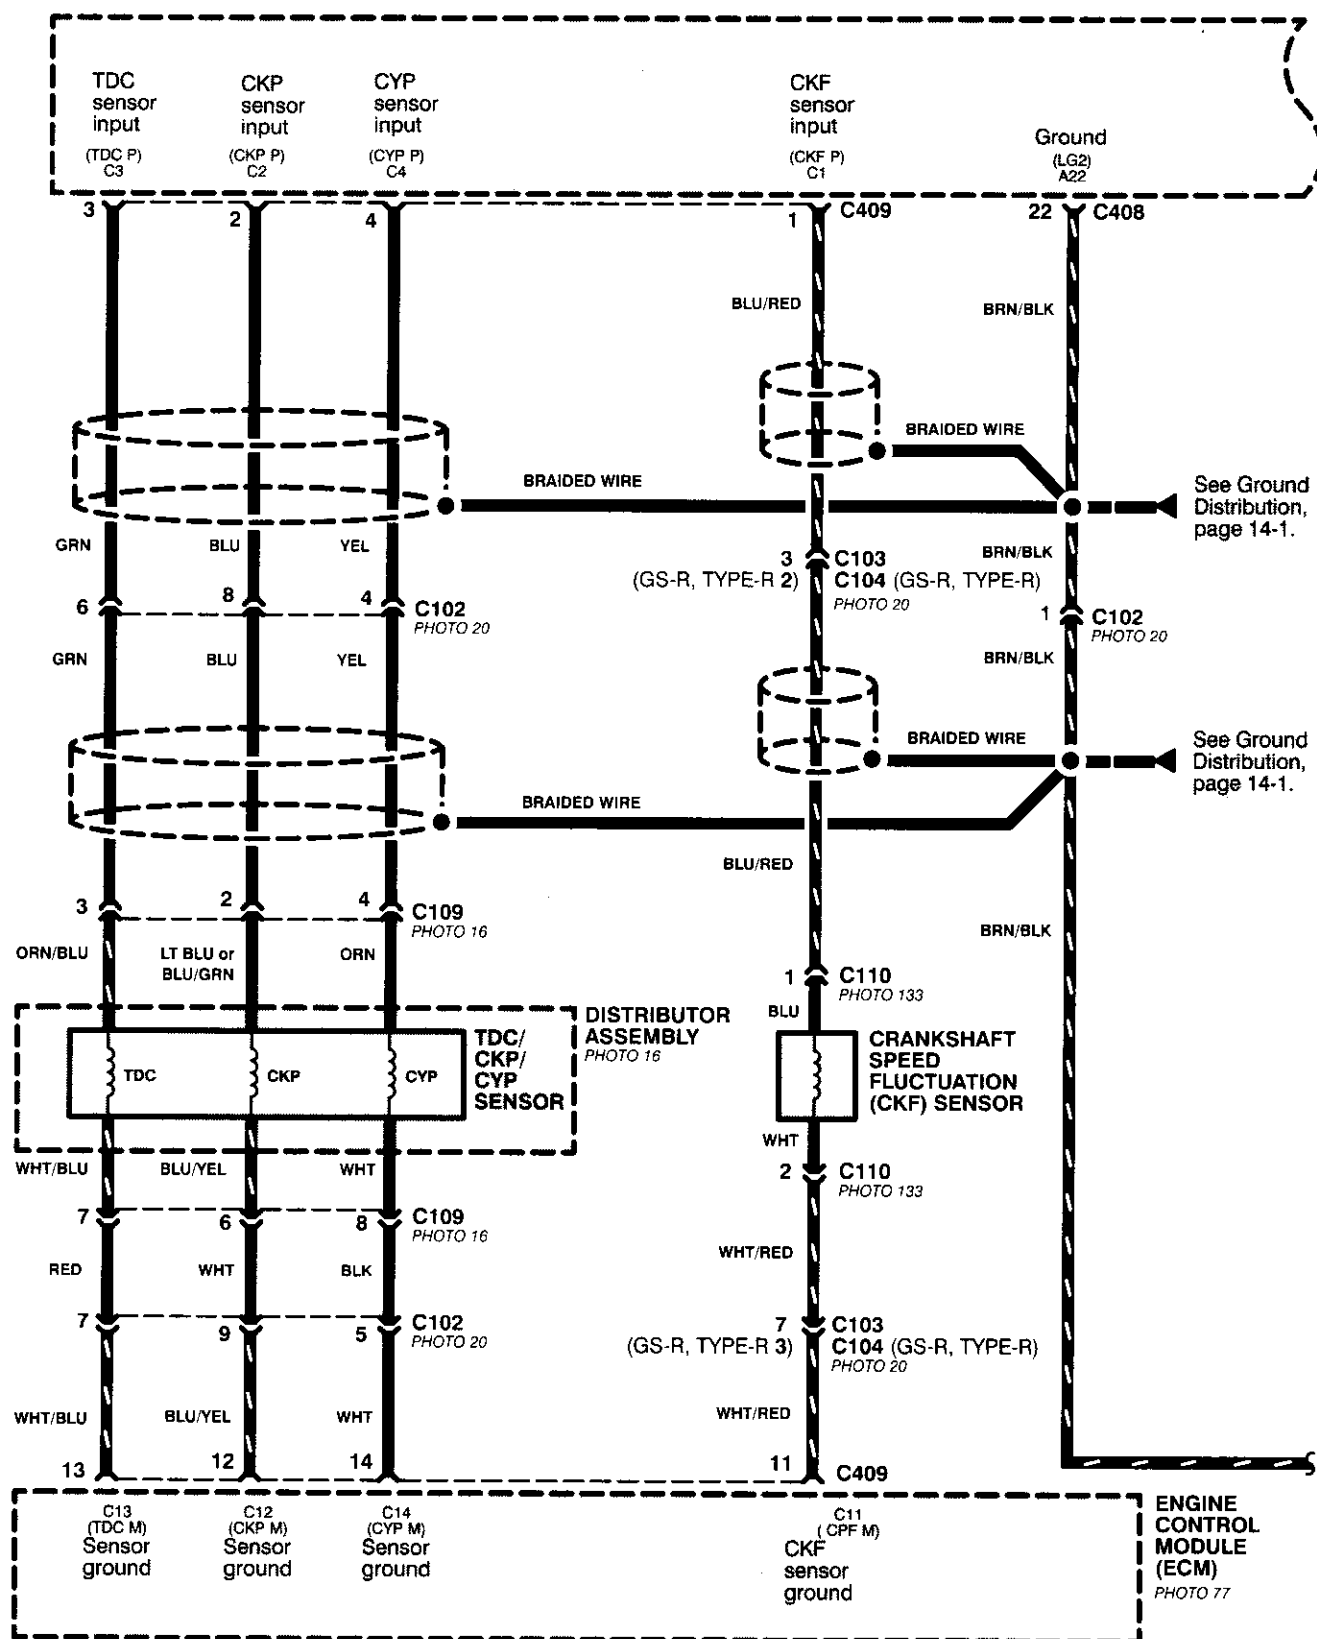 TDC
sensor
input
(TDC P)
C3
CKP
sensor
input
(CKP P)
C2
CYP
sensor
input
(CYP P)
C4
CKF
sensor
input
(CKF P)
C1
Ground
(LG2)
A22
3
2
4
1
C409
22
C408
BLU/RED
BRN/BLK
BRAIDED WIRE
BRAIDED WIRE
See Ground
Distribution,
page 14-1.
GRN
BLU
YEL
3
C103
(GS-R, TYPE-R 2)
C104 (GS-R, TYPE-R)
PHOTO 20
BRN/BLK
6
8
4
C102
PHOTO 20
1
C102
PHOTO 20
GRN
BLU
YEL
BRN/BLK
BRAIDED WIRE
See Ground
Distribution,
page 14-1.
BRAIDED WIRE
BLU/RED
3
2
4
C109
PHOTO 16
BRN/BLK
ORN/BLU
LT BLU or
BLU/GRN
ORN
1
C110
PHOTO 133
BLU
DISTRIBUTOR
ASSEMBLY
PHOTO 16
TDC
CKP
CYP
TDC/
CKP/
CYP
SENSOR
CRANKSHAFT
SPEED
FLUCTUATION
(CKF) SENSOR
WHT
WHT/BLU
BLU/YEL
WHT
2
C110
PHOTO 133
7
6
8
C109
PHOTO 16
RED
WHT
BLK
WHT/RED
7
9
5
C102
PHOTO 20
7
C103
(GS-R, TYPE-R 3)
C104 (GS-R, TYPE-R)
PHOTO 20
WHT/BLU
BLU/YEL
WHT
WHT/RED
13
12
14
11
C409
C13
(TDC M)
Sensor
ground
C12
(CKP M)
Sensor
ground
C14
(CYP M)
Sensor
ground
C11
( CPF M)
CKF
sensor
ground
ENGINE
CONTROL
MODULE
(ECM)
PHOTO 77